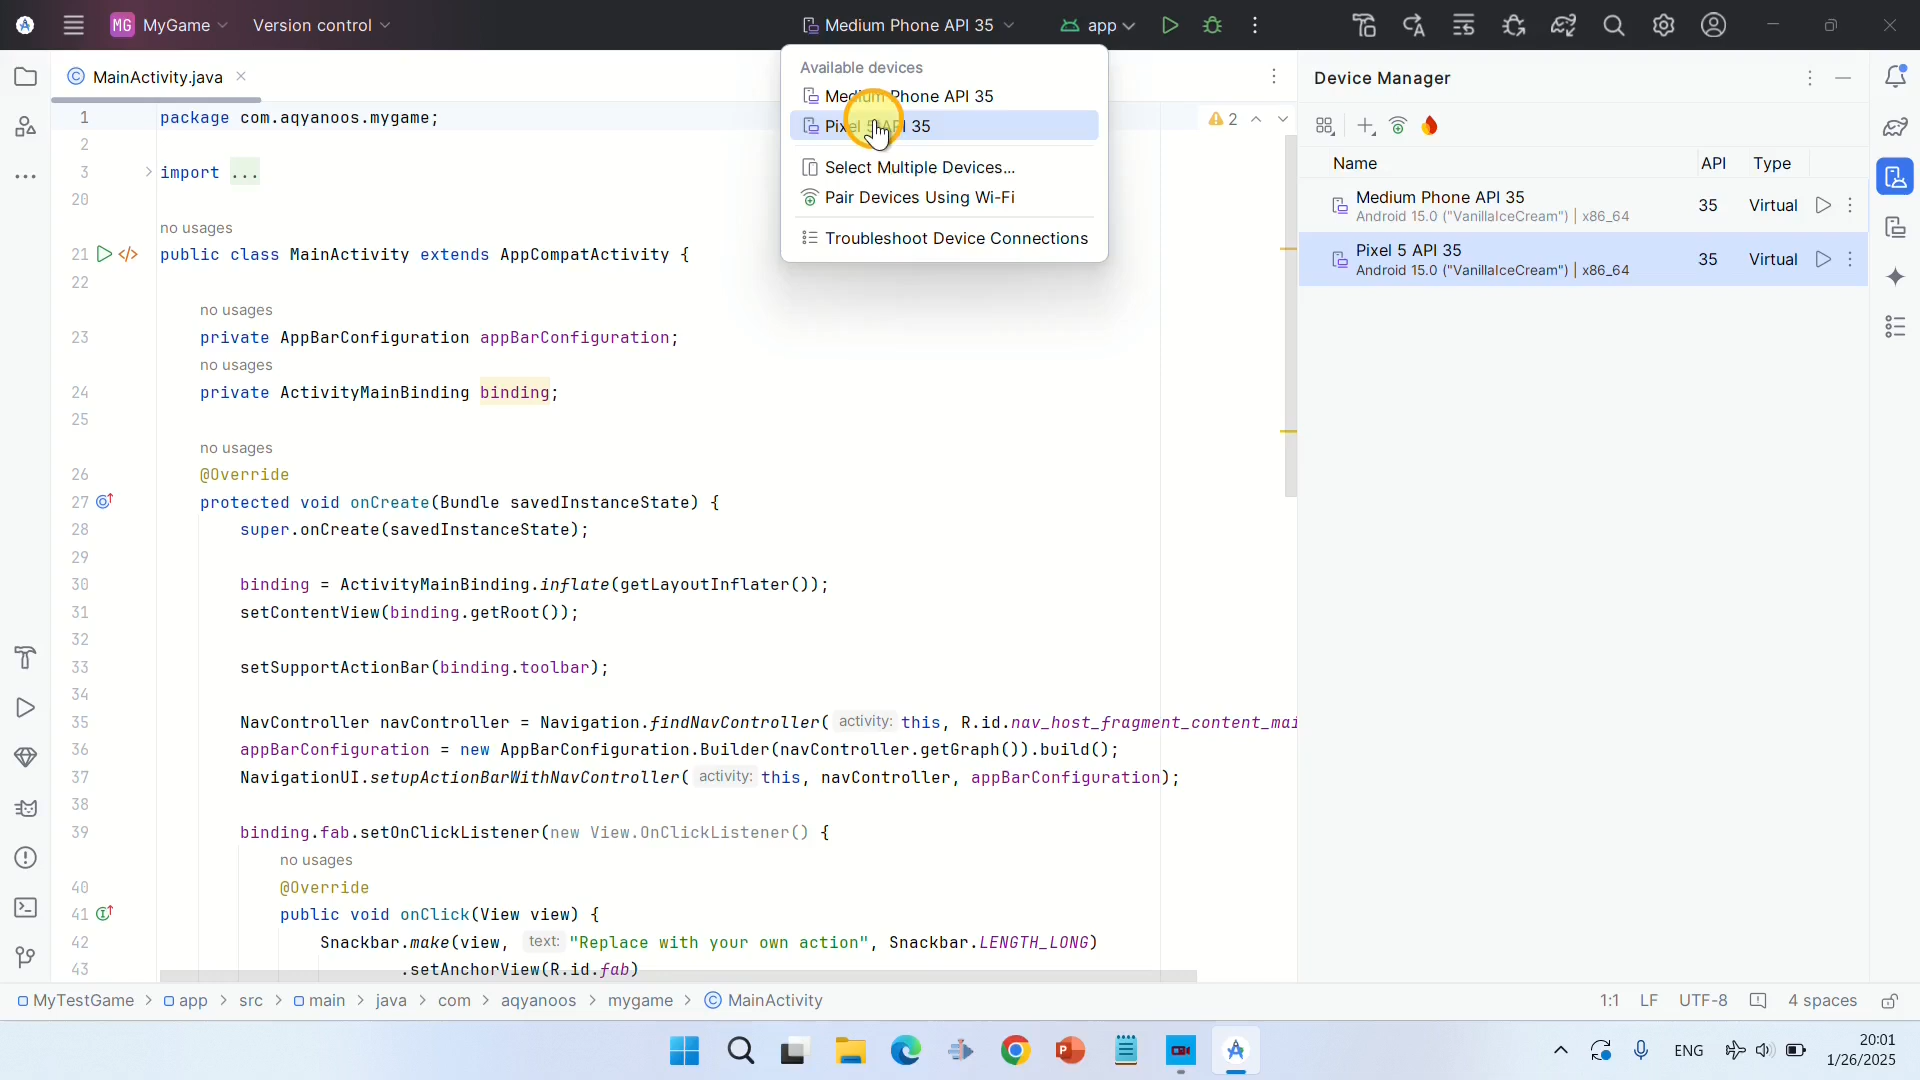 MG MyGame Version control Medium Phone API 35 app
MainActivity.java
Available devices
Medium Phone API 35
Pixel 5 API 35
Select Multiple Devices...
Pair Devices Using Wi-Fi
Troubleshoot Device Connections
Device Manager
2
Name API Type
Medium Phone API 35
Android 15.0 ("VanillaIceCream") | x86_64
35 Virtual
Pixel 5 API 35
Android 15.0 ("VanillaIceCream") | x86_64
35 Virtual
1 package com.aqyanoos.mygame;
2
3 import ...
20
no usages
21 public class MainActivity extends AppCompatActivity {
22
no usages
23 private AppBarConfiguration appBarConfiguration;
no usages
24 private ActivityMainBinding binding;
25
no usages
26 @Override
27 protected void onCreate(Bundle savedInstanceState) {
28 super.onCreate(savedInstanceState);
29
30 binding = ActivityMainBinding.inflate(getLayoutInflater());
31 setContentView(binding.getRoot());
32
33 setSupportActionBar(binding.toolbar);
34
35 NavController navController = Navigation.findNavController( activity: this, R.id.nav_host_fragment_content_mai
36 appBarConfiguration = new AppBarConfiguration.Builder(navController.getGraph()).build();
37 NavigationUI.setupActionBarWithNavController( activity: this, navController, appBarConfiguration);
38
39 binding.fab.setOnClickListener(new View.OnClickListener() {
no usages
40 @Override
41 public void onClick(View view) {
42 Snackbar.make(view, text: "Replace with your own action", Snackbar.LENGTH_LONG)
43 .setAnchorView(R.id.fab)
MyTestGame > app > src > main > java > com > aqyanoos > mygame > MainActivity
1:1 LF UTF-8 4 spaces
ENG
20:01
1/26/2025